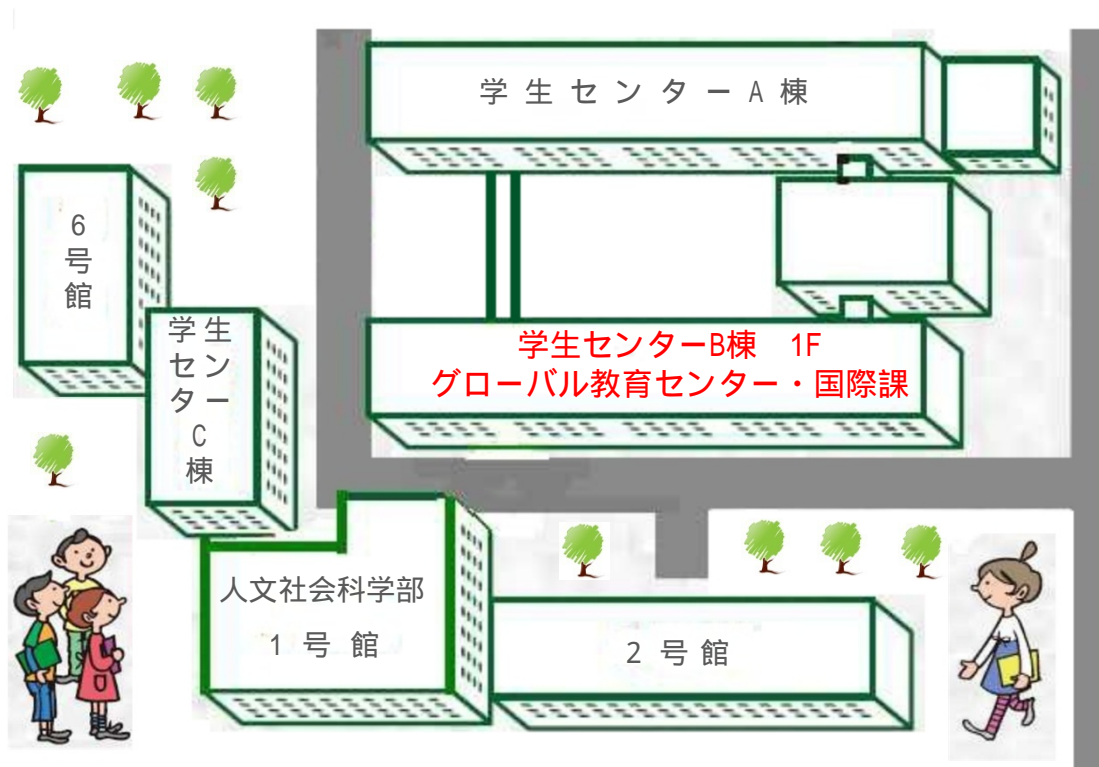 学生センターA棟
6号館
学生センターC棟
学生センターB棟 1F
グローバル教育センター・国際課
人文社会科学部
1号館
2号館